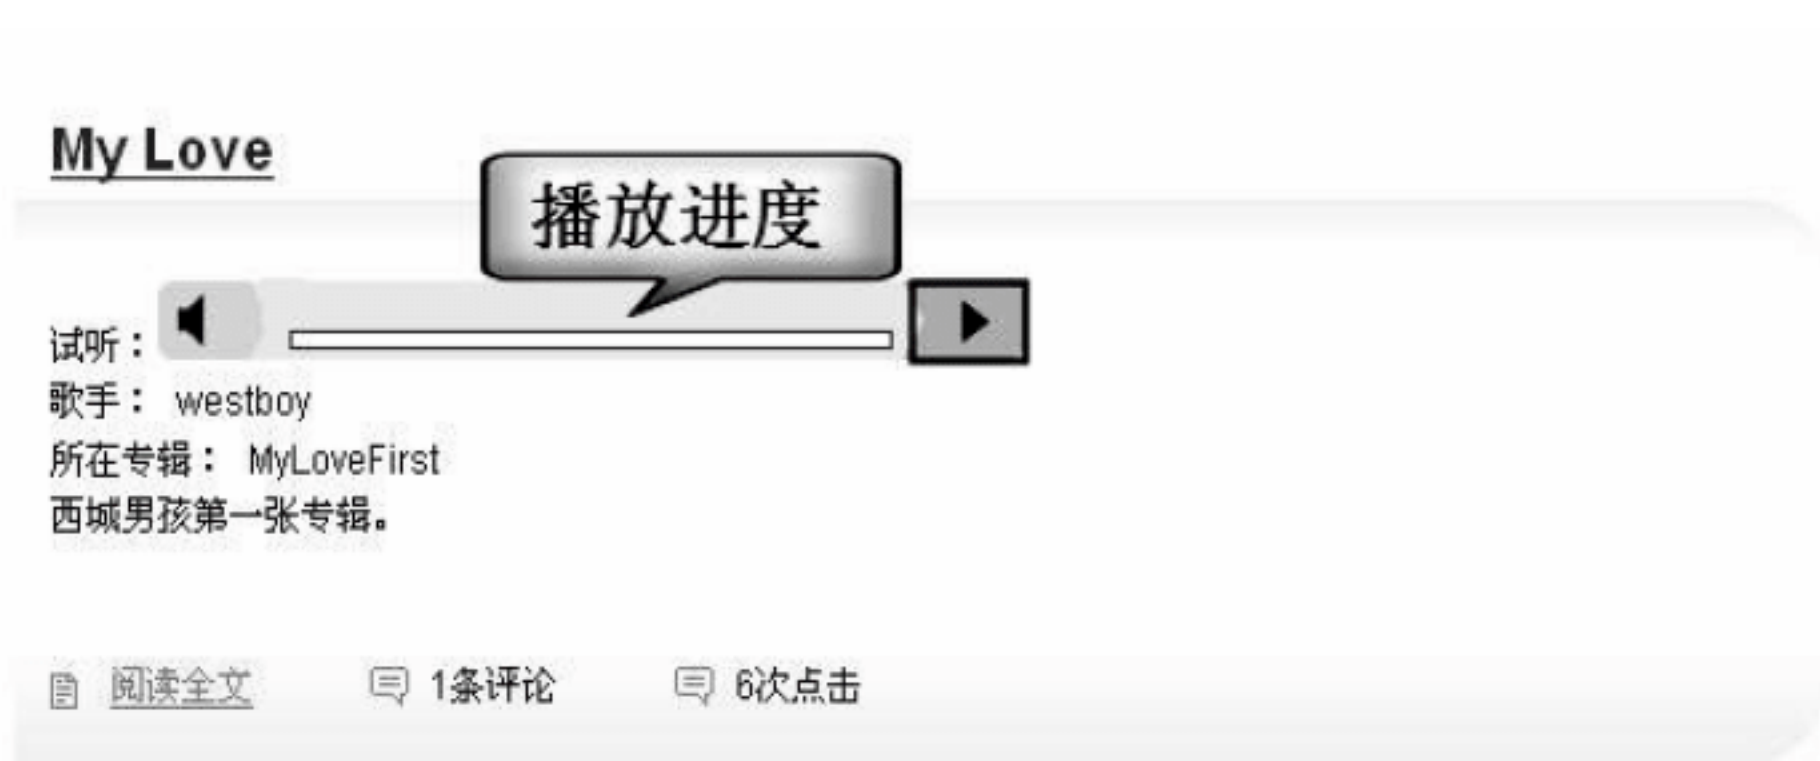 My Love
播放进度
试听：
歌手： westboy
所在专辑： MyLoveFirst
西城男孩第一张专辑。
阅读全文 1条评论 6次点击